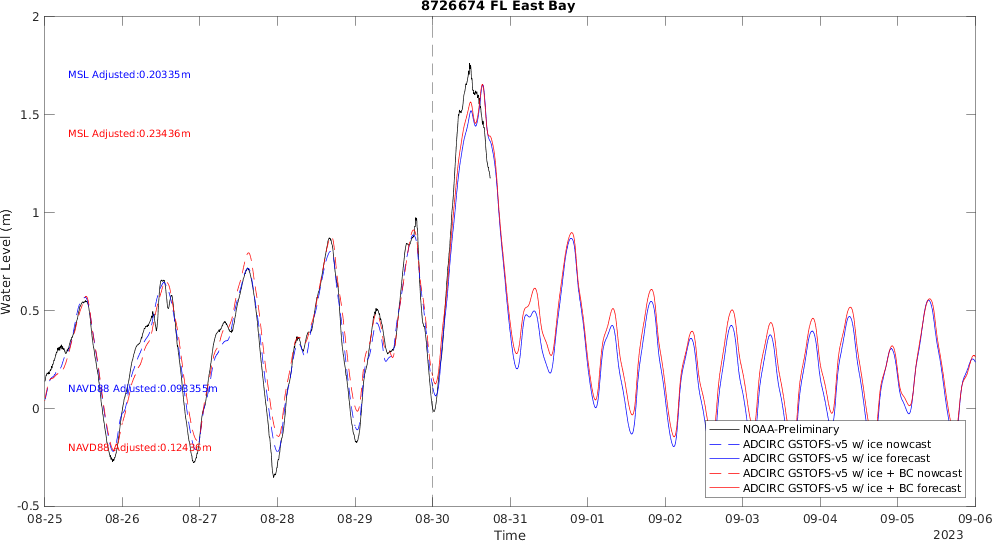 8726674 FL East Bay
2
1.5
1
0.5
0
-0.5
Water Level (m)
MSL Adjusted:0.20335m
MSL Adjusted:0.23436m
NAVD88 Adjusted:0.093355m
NAVD88 Adjusted:0.12436m
NOAA-Preliminary
ADCIRC GSTOFS-v5 w/ ice nowcast
ADCIRC GSTOFS-v5 w/ ice forecast
ADCIRC GSTOFS-v5 w/ ice + BC nowcast
ADCIRC GSTOFS-v5 w/ ice + BC forecast
08-25 08-26 08-27 08-28 08-29 08-30 08-31 09-01 09-02 09-03 09-04 09-05 09-06
Time
2023